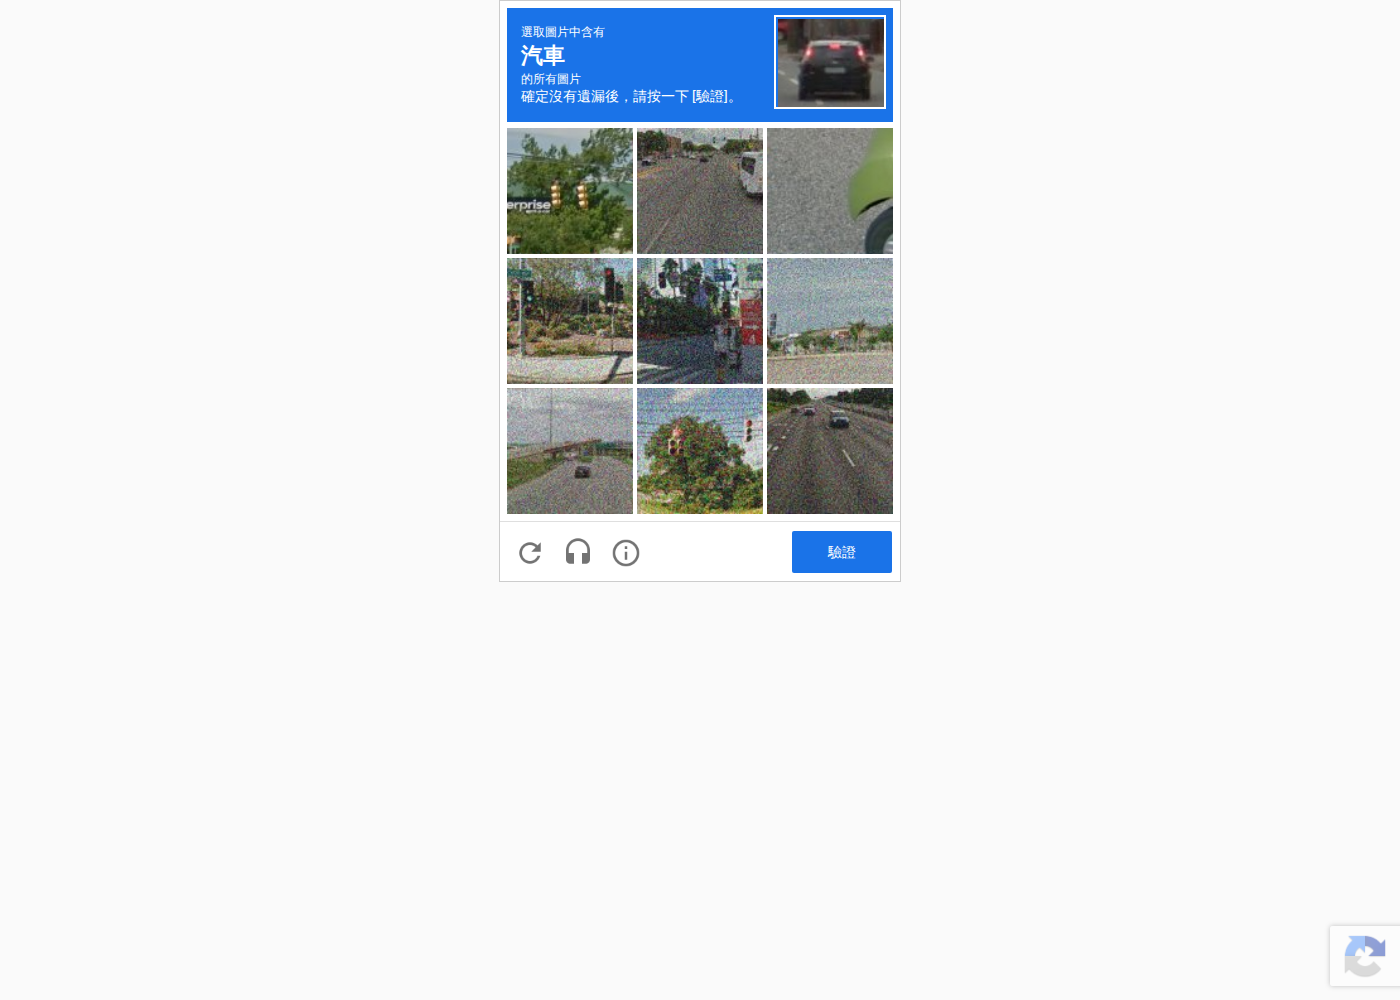 選取圖片中含有
汽車
的所有圖片
確定沒有遺漏後，請按一下 [驗證]。
erprise
4
驗證